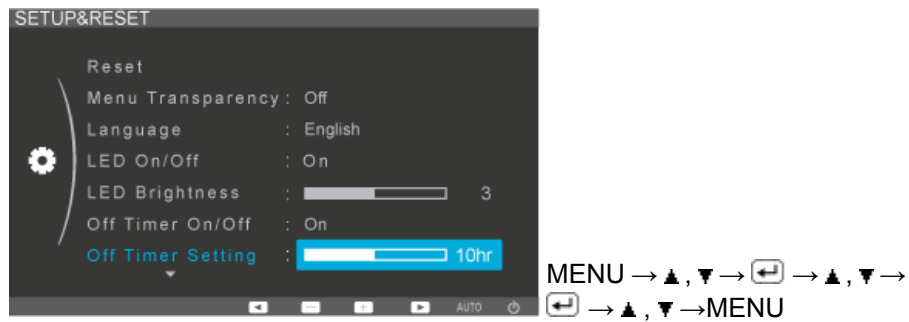 SETUP&RESET
Reset
Menu Transparency : Off
Language : English
LED On/Off : On
LED Brightness : 3
Off Timer On/Off : On
Off Timer Setting : 10hr
AUTO
MENU → ▲ , ▼ → ↵ → ▲ , ▼ →
↵ → ▲ , ▼ →MENU